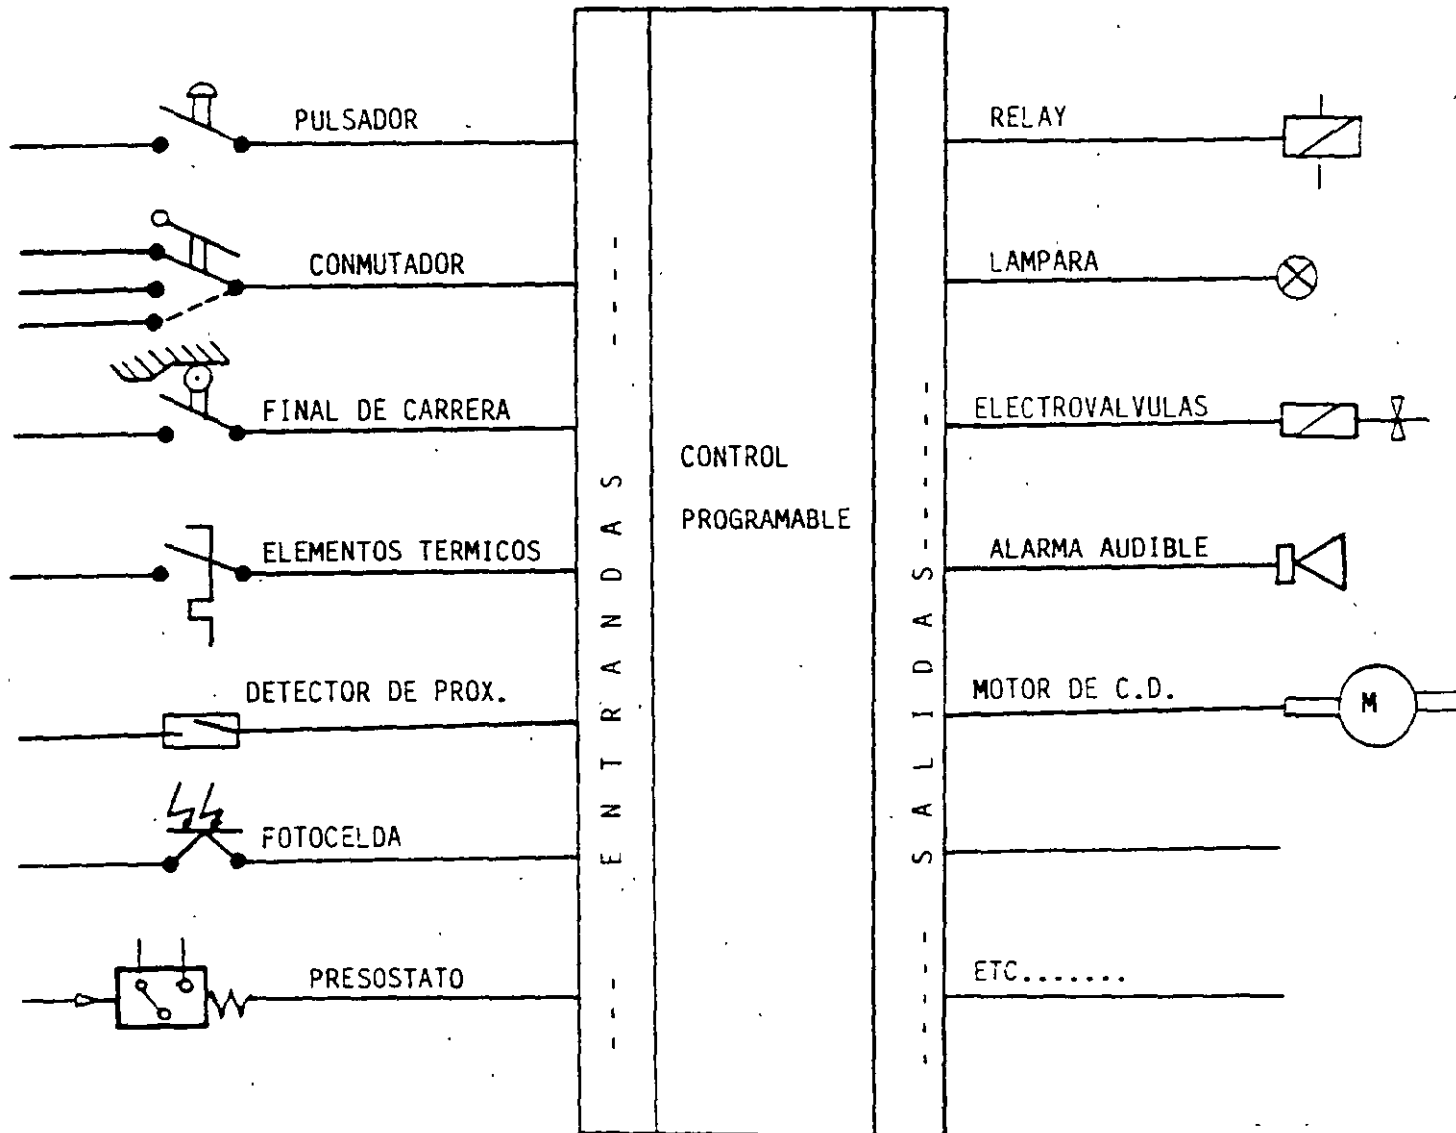 PULSADOR
CONMUTADOR
FINAL DE CARRERA
ELEMENTOS TERMICOS
DETECTOR DE PROX.
FOTOCELDA
PRESOSTATO
ENTRANDAS
CONTROL
PROGRAMABLE
SALIDAS
RELAY
LAMPARA
ELECTROVALVULAS
ALARMA AUDIBLE
MOTOR DE C.D.
M
ETC.......